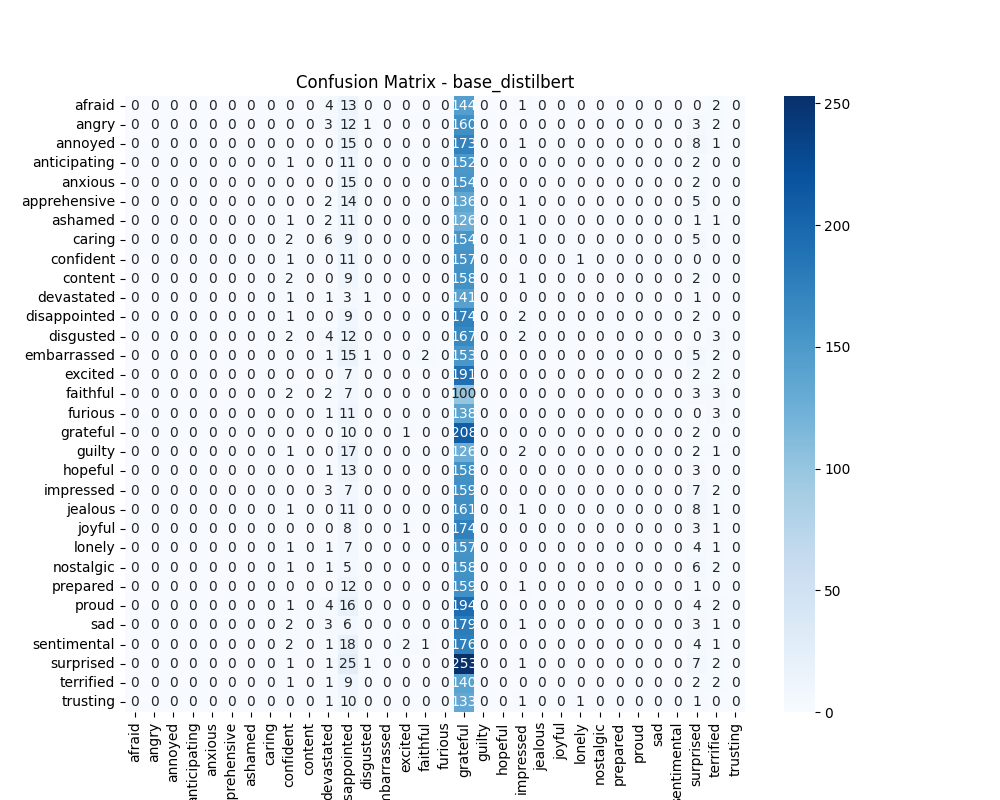 Confusion Matrix - base_distilbert
afraid 0 0 0 0 0 0 0 0 0 0 4 13 0 0 0 0 0 144 0 0 1 0 0 0 0 0 0 0 0 0 2 0
angry 0 0 0 0 0 0 0 0 0 0 3 12 1 0 0 0 0 160 0 0 0 0 0 0 0 0 0 0 0 3 2 0
annoyed 0 0 0 0 0 0 0 0 0 0 0 15 0 0 0 0 0 173 0 0 1 0 0 0 0 0 0 0 0 8 1 0
anticipating 0 0 0 0 0 0 0 0 1 0 0 11 0 0 0 0 0 152 0 0 0 0 0 0 0 0 0 0 0 2 0 0
anxious 0 0 0 0 0 0 0 0 0 0 0 15 0 0 0 0 0 154 0 0 0 0 0 0 0 0 0 0 0 2 0 0
apprehensive 0 0 0 0 0 0 0 0 0 0 2 14 0 0 0 0 0 136 0 0 1 0 0 0 0 0 0 0 0 5 0 0
ashamed 0 0 0 0 0 0 0 0 1 0 2 11 0 0 0 0 0 126 0 0 1 0 0 0 0 0 0 0 0 1 1 0
caring 0 0 0 0 0 0 0 0 2 0 6 9 0 0 0 0 0 154 0 0 1 0 0 0 0 0 0 0 0 5 0 0
confident 0 0 0 0 0 0 0 0 1 0 0 11 0 0 0 0 0 157 0 0 0 0 0 1 0 0 0 0 0 0 0 0
content 0 0 0 0 0 0 0 0 2 0 0 9 0 0 0 0 0 158 0 0 1 0 0 0 0 0 0 0 0 2 0 0
devastated 0 0 0 0 0 0 0 0 1 0 1 3 1 0 0 0 0 141 0 0 0 0 0 0 0 0 0 0 0 1 0 0
disappointed 0 0 0 0 0 0 0 0 1 0 0 9 0 0 0 0 0 174 0 0 2 0 0 0 0 0 0 0 0 2 0 0
disgusted 0 0 0 0 0 0 0 0 2 0 4 12 0 0 0 0 0 167 0 0 2 0 0 0 0 0 0 0 0 0 3 0
embarrassed 0 0 0 0 0 0 0 0 0 0 1 15 1 0 0 2 0 153 0 0 0 0 0 0 0 0 0 0 0 5 2 0
excited 0 0 0 0 0 0 0 0 0 0 0 7 0 0 0 0 0 191 0 0 0 0 0 0 0 0 0 0 0 2 2 0
faithful 0 0 0 0 0 0 0 0 2 0 2 7 0 0 0 0 0 100 0 0 0 0 0 0 0 0 0 0 0 3 3 0
furious 0 0 0 0 0 0 0 0 0 0 1 11 0 0 0 0 0 138 0 0 0 0 0 0 0 0 0 0 0 0 3 0
grateful 0 0 0 0 0 0 0 0 0 0 0 10 0 0 1 0 0 208 0 0 0 0 0 0 0 0 0 0 0 2 0 0
guilty 0 0 0 0 0 0 0 0 1 0 0 17 0 0 0 0 0 126 0 0 2 0 0 0 0 0 0 0 0 2 1 0
hopeful 0 0 0 0 0 0 0 0 0 0 1 13 0 0 0 0 0 158 0 0 0 0 0 0 0 0 0 0 0 3 0 0
impressed 0 0 0 0 0 0 0 0 0 0 3 7 0 0 0 0 0 159 0 0 0 0 0 0 0 0 0 0 0 7 2 0
jealous 0 0 0 0 0 0 0 0 1 0 0 11 0 0 0 0 0 161 0 0 1 0 0 0 0 0 0 0 0 8 1 0
joyful 0 0 0 0 0 0 0 0 0 0 0 8 0 0 1 0 0 174 0 0 0 0 0 0 0 0 0 0 0 3 1 0
lonely 0 0 0 0 0 0 0 0 1 0 1 7 0 0 0 0 0 157 0 0 0 0 0 0 0 0 0 0 0 4 1 0
nostalgic 0 0 0 0 0 0 0 0 1 0 1 5 0 0 0 0 0 158 0 0 0 0 0 0 0 0 0 0 0 6 2 0
prepared 0 0 0 0 0 0 0 0 0 0 0 12 0 0 0 0 0 159 0 0 1 0 0 0 0 0 0 0 0 1 0 0
proud 0 0 0 0 0 0 0 0 1 0 4 16 0 0 0 0 0 194 0 0 0 0 0 0 0 0 0 0 0 4 2 0
sad 0 0 0 0 0 0 0 0 2 0 3 6 0 0 0 0 0 179 0 0 1 0 0 0 0 0 0 0 0 3 1 0
sentimental 0 0 0 0 0 0 0 0 2 0 1 18 0 0 2 1 0 176 0 0 0 0 0 0 0 0 0 0 0 4 1 0
surprised 0 0 0 0 0 0 0 0 1 0 1 25 1 0 0 0 0 253 0 0 1 0 0 0 0 0 0 0 0 7 2 0
terrified 0 0 0 0 0 0 0 0 1 0 1 9 0 0 0 0 0 140 0 0 0 0 0 0 0 0 0 0 0 2 2 0
trusting 0 0 0 0 0 0 0 0 0 0 1 10 0 0 0 0 0 133 0 0 1 0 0 1 0 0 0 0 0 1 0 0
afraid
angry
annoyed
nticipating
anxious
prehensive
ashamed
caring
confident
content
devastated
sappointed
disgusted
mbarrassed
excited
faithful
furious
grateful
guilty
hopeful
impressed
jealous
joyful
lonely
nostalgic
prepared
proud
sad
entimental
surprised
terrified
trusting
250
200
150
100
50
0